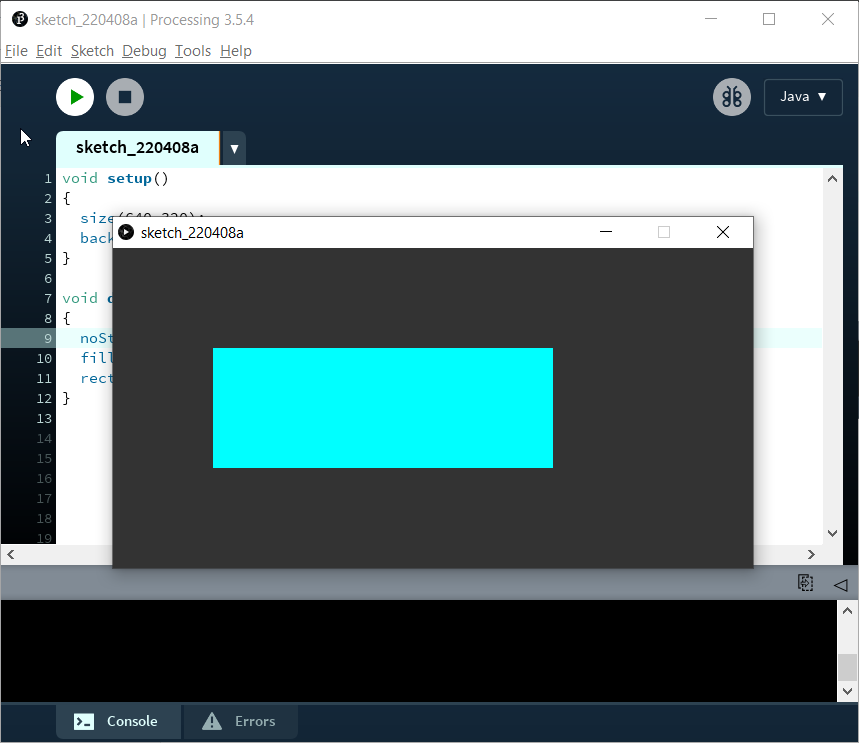 sketch_220408a | Processing 3.5.4
File Edit Sketch Debug Tools Help
Java ▼
sketch_220408a ▼
1 void setup()
2 {
3 size(640,320);
4 back
5 }
6
7 void d
8 {
9 noSt
10 fill
11 rect
12 }
13
14
15
16
17
18
19
sketch_220408a
Console Errors